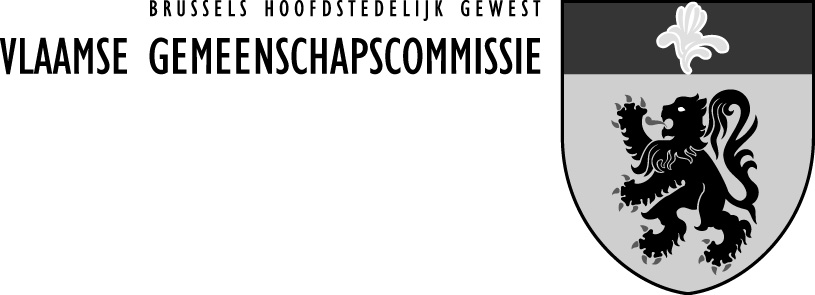 BRUSSELS HOOFDSTEDELIJK GEWEST
VLAAMSE GEMEENSCHAPSCOMMISSIE